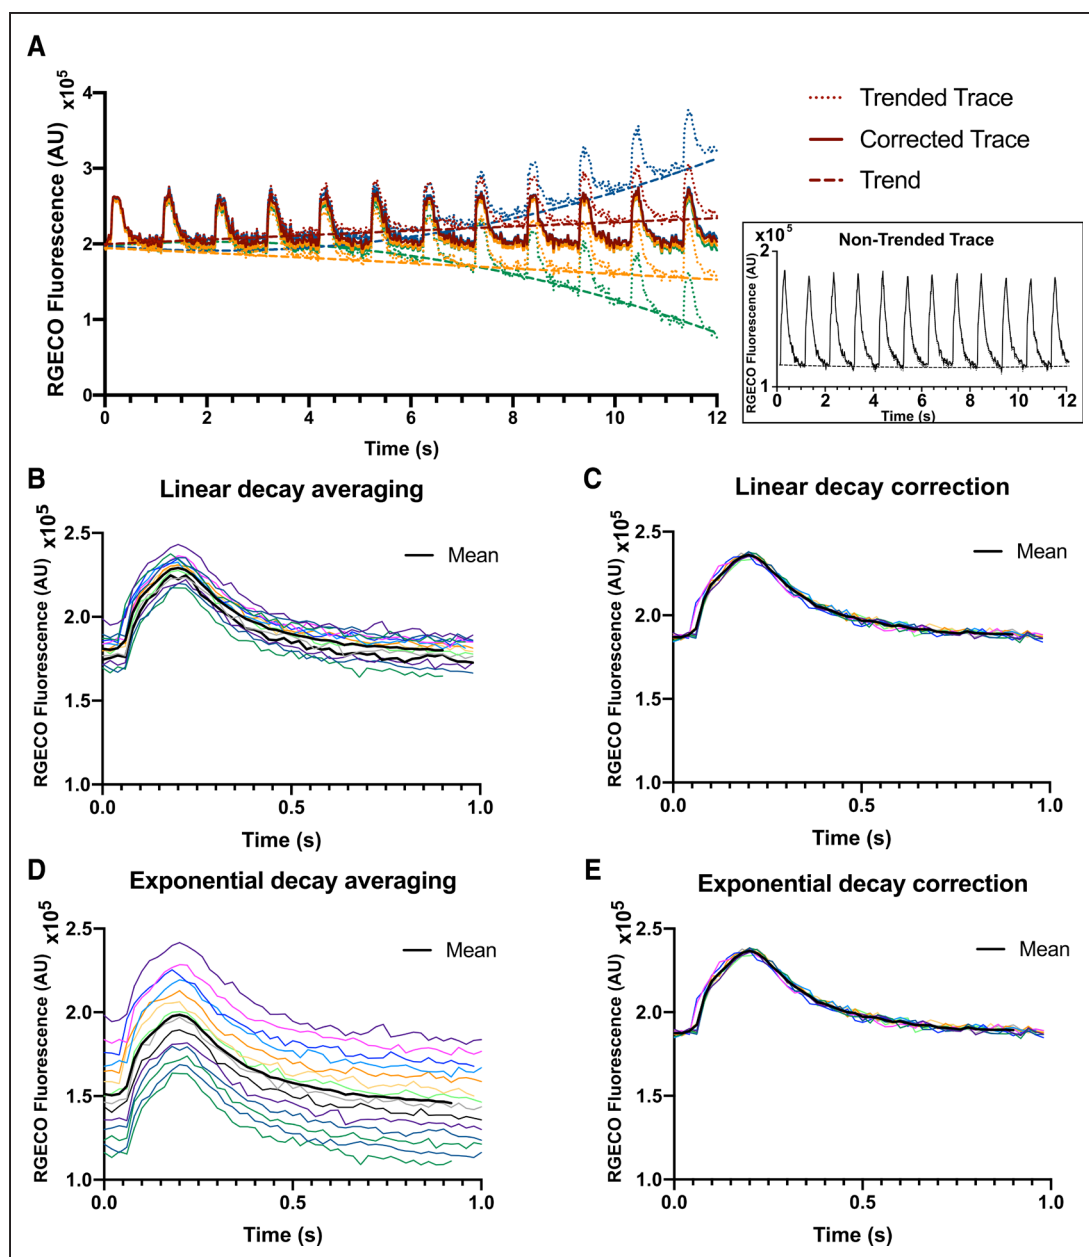 A
x10⁵
RGECO Fluorescence (AU)
4
3
2
1
0
0 2 4 6 8 10 12
Time (s)
Trended Trace
Corrected Trace
Trend
x10⁵
Non-Trended Trace
RGECO Fluorescence (AU)
2
1
0 2 4 6 8 10 12
Time (s)
B
Linear decay averaging
x10⁵
RGECO Fluorescence (AU)
2.5
2.0
1.5
1.0
0.0 0.5 1.0
Time (s)
Mean
C
Linear decay correction
x10⁵
RGECO Fluorescence (AU)
2.5
2.0
1.5
1.0
0.0 0.5 1.0
Time (s)
Mean
D
Exponential decay averaging
x10⁵
RGECO Fluorescence (AU)
2.5
2.0
1.5
1.0
0.0 0.5 1.0
Time (s)
Mean
E
Exponential decay correction
x10⁵
RGECO Fluorescence (AU)
2.5
2.0
1.5
1.0
0.0 0.5 1.0
Time (s)
Mean